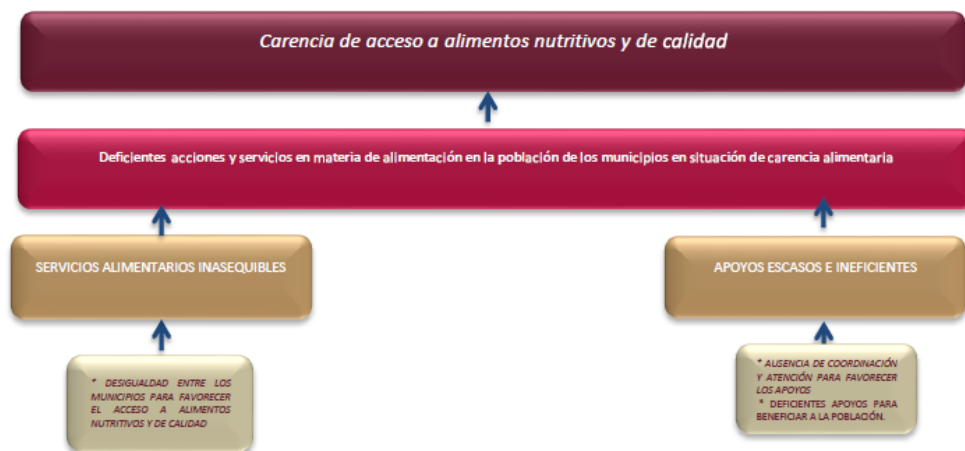 Carencia de acceso a alimentos nutritivos y de calidad
Deficientes acciones y servicios en materia de alimentación en la población de los municipios en situación de carencia alimentaria
SERVICIOS ALIMENTARIOS INASEQUIBLES
APOYOS ESCASOS E INEFICIENTES
* DESIGUALDAD ENTRE LOS
MUNICIPIOS PARA FAVORECER
EL ACCESO A ALIMENTOS
NUTRITIVOS Y DE CALIDAD
* AUSENCIA DE COORDINACIÓN
Y ATENCIÓN PARA FAVORECER
LOS APOYOS
* DEFICIENTES APOYOS PARA
BENEFICIAR A LA POBLACIÓN.